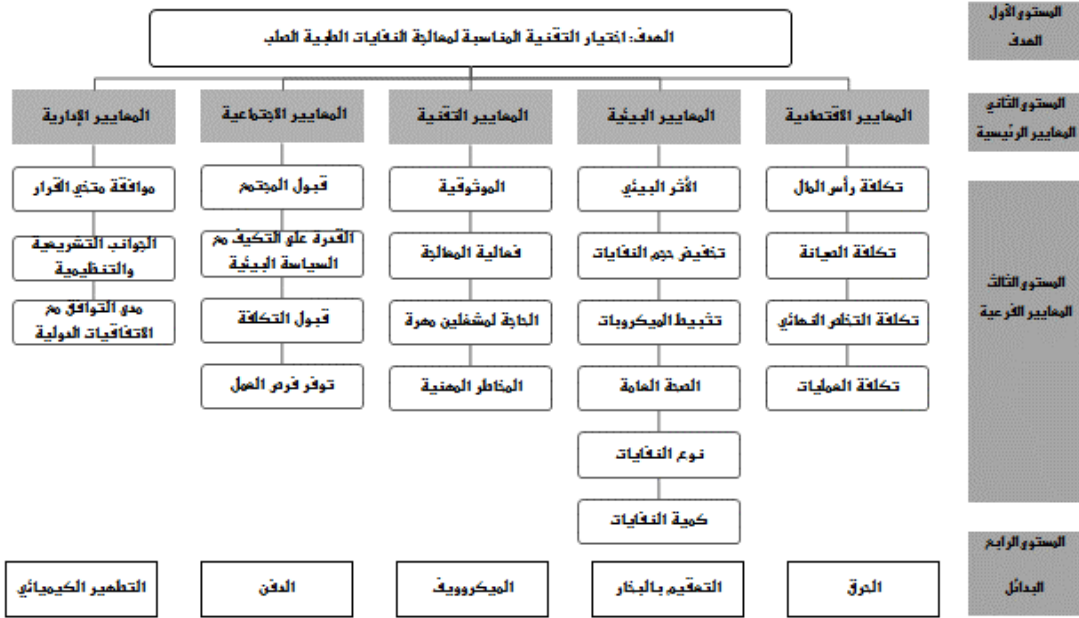 المستوى الأول
الهدف
الهدف: اختيار التقنية المناسبة لمعالجة النفايات الطبية الصلب
المستوى الثاني
المعايير الرئيسية
المعايير الاقتصادية
المعايير البيئية
المعايير التقنية
المعايير الاجتماعية
المعايير الإدارية
المستوى الثالث
المعايير الفرعية
تكلفة رأس المال
الأثر البيئي
الموثوقية
قبول المجتمع
موافقة متخذي القرار
تكلفة الصيانة
تخفيض حجم النفايات
فعالية المعالجة
القدرة على التكيف مع
السياسة البيئية
الجوانب التشريعية
والتنظيمية
تكلفة التخلص النهائي
تثبيط الميكروبات
الحاجة لمشغلين مهرة
قبول التكلفة
مدى التوافق مع
الاتفاقيات الدولية
تكلفة العمليات
الصحة العامة
المخاطر المهنية
توفر فرص العمل
نوع النفايات
كمية النفايات
المستوى الرابع
البدائل
الحرق
التعقيم بالبخار
الميكروويف
الدفن
التطهير الكيميائي